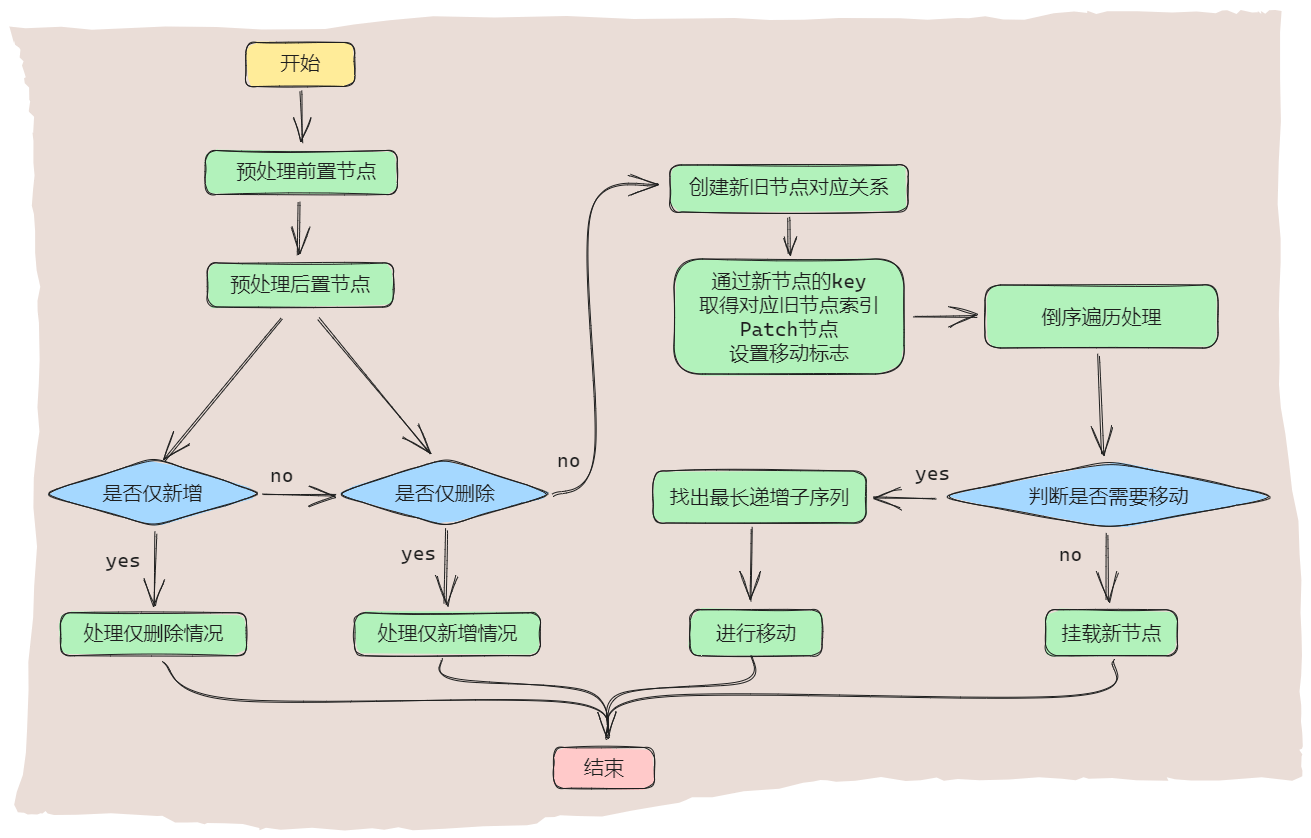 开始
预处理前置节点
预处理后置节点
是否仅新增
no
是否仅删除
no
yes
yes
处理仅删除情况
处理仅新增情况
创建新旧节点对应关系
通过新节点的key
取得对应旧节点索引
Patch节点
设置移动标志
倒序遍历处理
判断是否需要移动
yes
no
找出最长递增子序列
进行移动
挂载新节点
结束